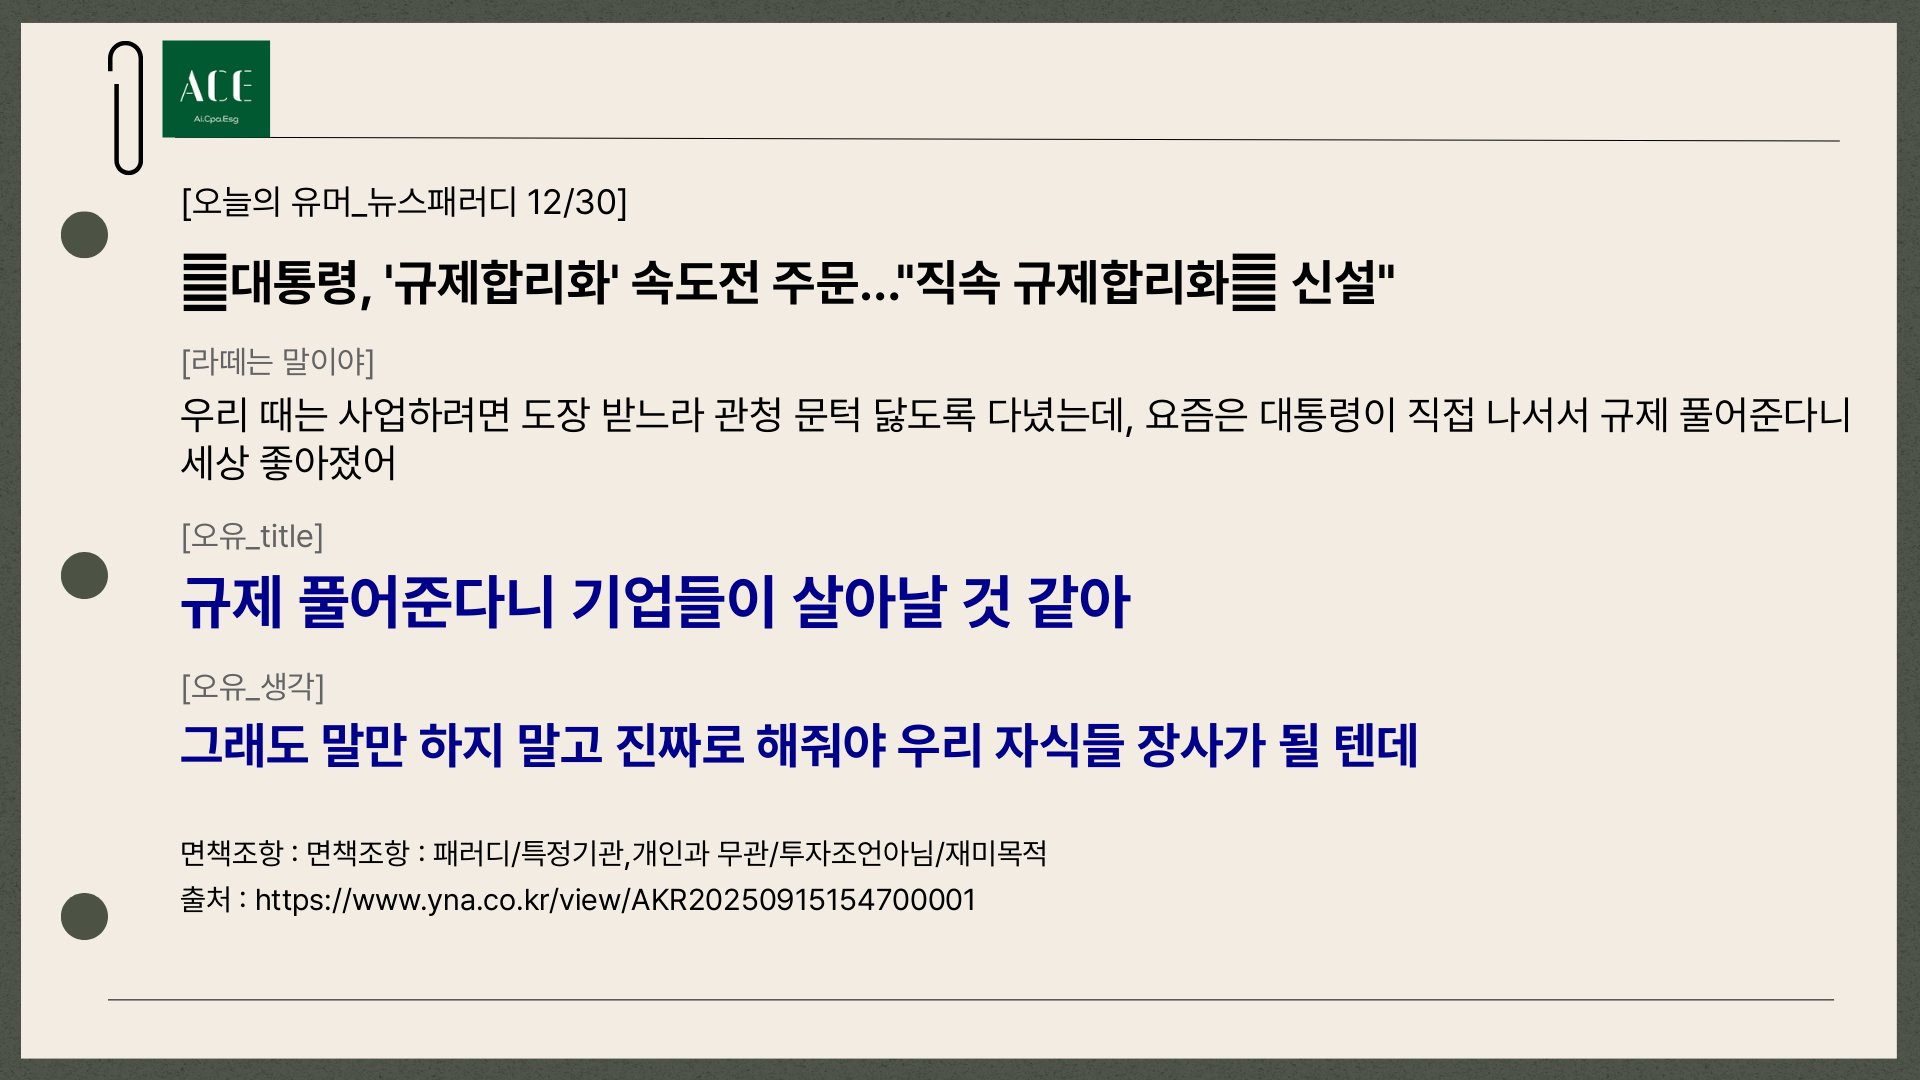 ACE
Ai.Cpa.Esg
[오늘의 유머_뉴스패러디 12/30]
䷀대통령, '규제합리화' 속도전 주문…"직속 규제합리화䷀ 신설"
[라떼는 말이야]
우리 때는 사업하려면 도장 받느라 관청 문턱 닳도록 다녔는데, 요즘은 대통령이 직접 나서서 규제 풀어준다니
세상 좋아졌어
[오유_title]
규제 풀어준다니 기업들이 살아날 것 같아
[오유_생각]
그래도 말만 하지 말고 진짜로 해줘야 우리 자식들 장사가 될 텐데
면책조항 : 면책조항 : 패러디/특정기관,개인과 무관/투자조언아님/재미목적
출처 : https://www.yna.co.kr/view/AKR20250915154700001